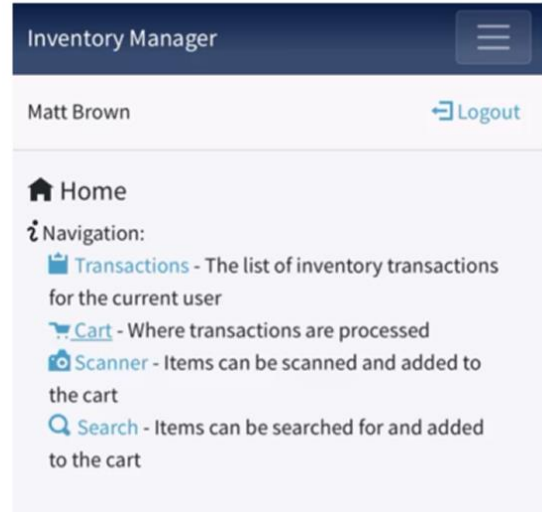 Inventory Manager
Matt Brown
Logout
Home
Navigation:
Transactions - The list of inventory transactions
for the current user
Cart - Where transactions are processed
Scanner - Items can be scanned and added to
the cart
Search - Items can be searched for and added
to the cart